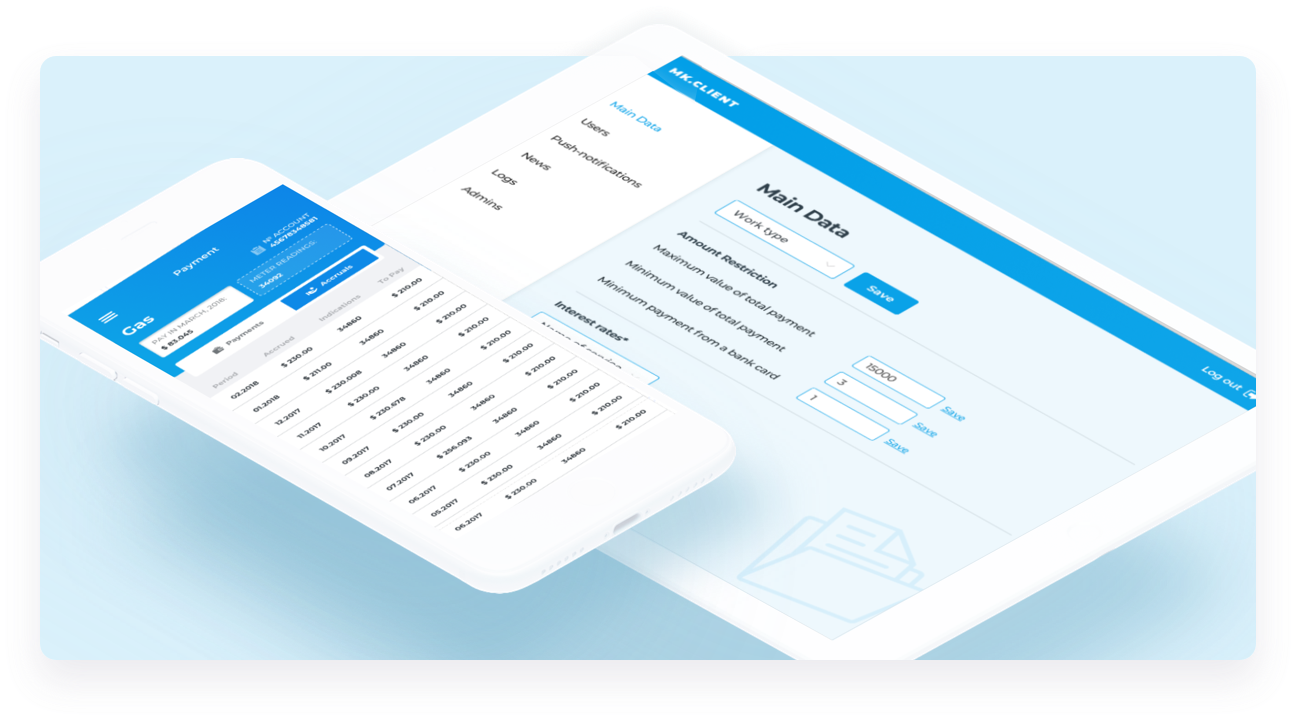 Payment
Gas
№ ACCOUNT
45678348581
PAY IN MARCH, 2018:
$ 83.045
METER READINGS:
34092
Payments
Accruals
Period Accrued Indications To Pay
02.2018 $ 230.00 34860 $ 210.00
01.2018 $ 211.00 34860 $ 210.00
12.2017 $ 230.008 34860 $ 210.00
11.2017 $ 230.00 34860 $ 210.00
10.2017 $ 230.678 34860 $ 210.00
09.2017 $ 230.00 34860 $ 210.00
08.2017 $ 230.00 34860 $ 210.00
07.2017 $ 256.093 34860 $ 210.00
06.2017 $ 230.00 34860 $ 210.00
05.2017 $ 230.00 34860 $ 210.00
06.2017 $ 230.00 34860 $ 210.00
MK.CLIENT
Log out
Main Data
Users
Push-notifications
News
Logs
Admins
Main Data
Work type
Save
Amount Restriction
Maximum value of total payment
15000
Save
Minimum value of total payment
3
Save
Minimum payment from a bank card
1
Save
Interest rates*